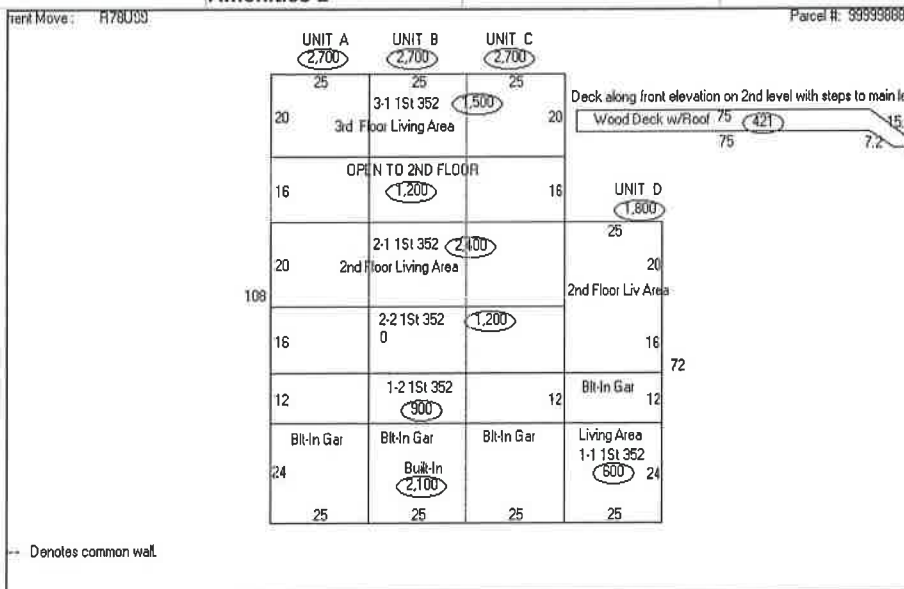 Amenities 2
Parcel #: 99999888
UNIT A UNIT B UNIT C
2,700 2,700 2,700
25 25 25
20 3-1 1St 352 1,500 20
3rd Floor Living Area
Deck along front elevation on 2nd level with steps to main le
Wood Deck w/Roof 75 421 15.
75 7.2
OPEN TO 2ND FLOOR
16 1,200 16
UNIT D
1,800
25
2-1 1St 352 2,400
20 2nd Floor Living Area 20
2nd Floor Liv Area
108
2-2 1St 352 1,200
0
16 16
72
1-2 1St 352 Blt-In Gar
12 900 12 12
Blt-In Gar Blt-In Gar Blt-In Gar Living Area
1-1 1St 352
24 Built-In 600 24
2,100
25 25 25 25
-- Denotes common wall.